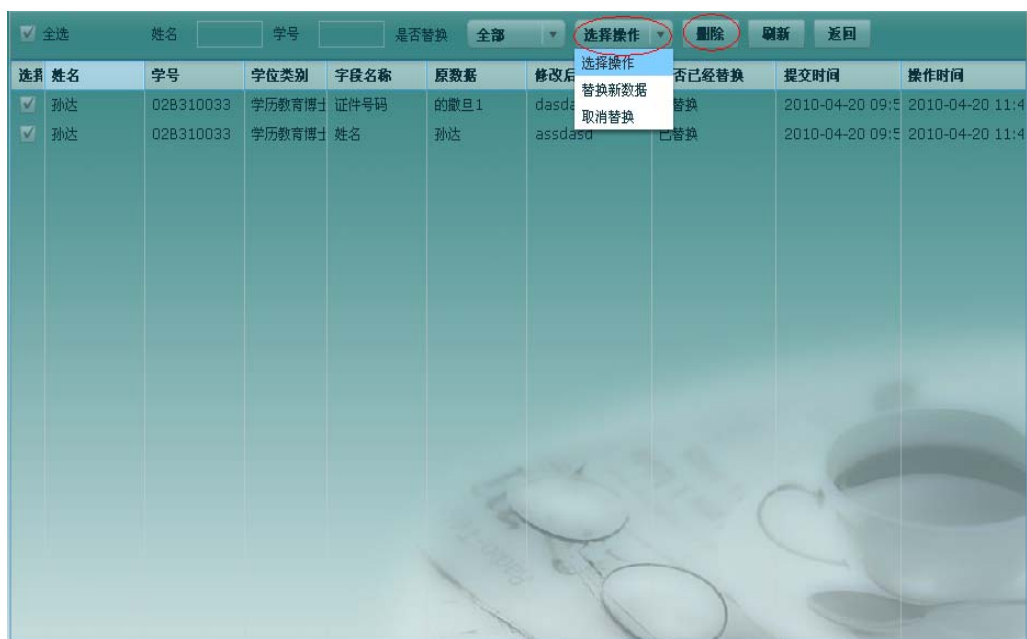 全选 姓名 学号 是否替换 全部 选择操作 删除 刷新 返回
选择操作
替换新数据
取消替换
选择 姓名 学号 学位类别 字段名称 原数据 修改后 否已经替换 提交时间 操作时间
孙达 02B310033 学历教育博士 证件号码 的撒旦1 dasda 替换 2010-04-20 09:5 2010-04-20 11:4
孙达 02B310033 学历教育博士 姓名 孙达 assdasd 已替换 2010-04-20 09:5 2010-04-20 11:4